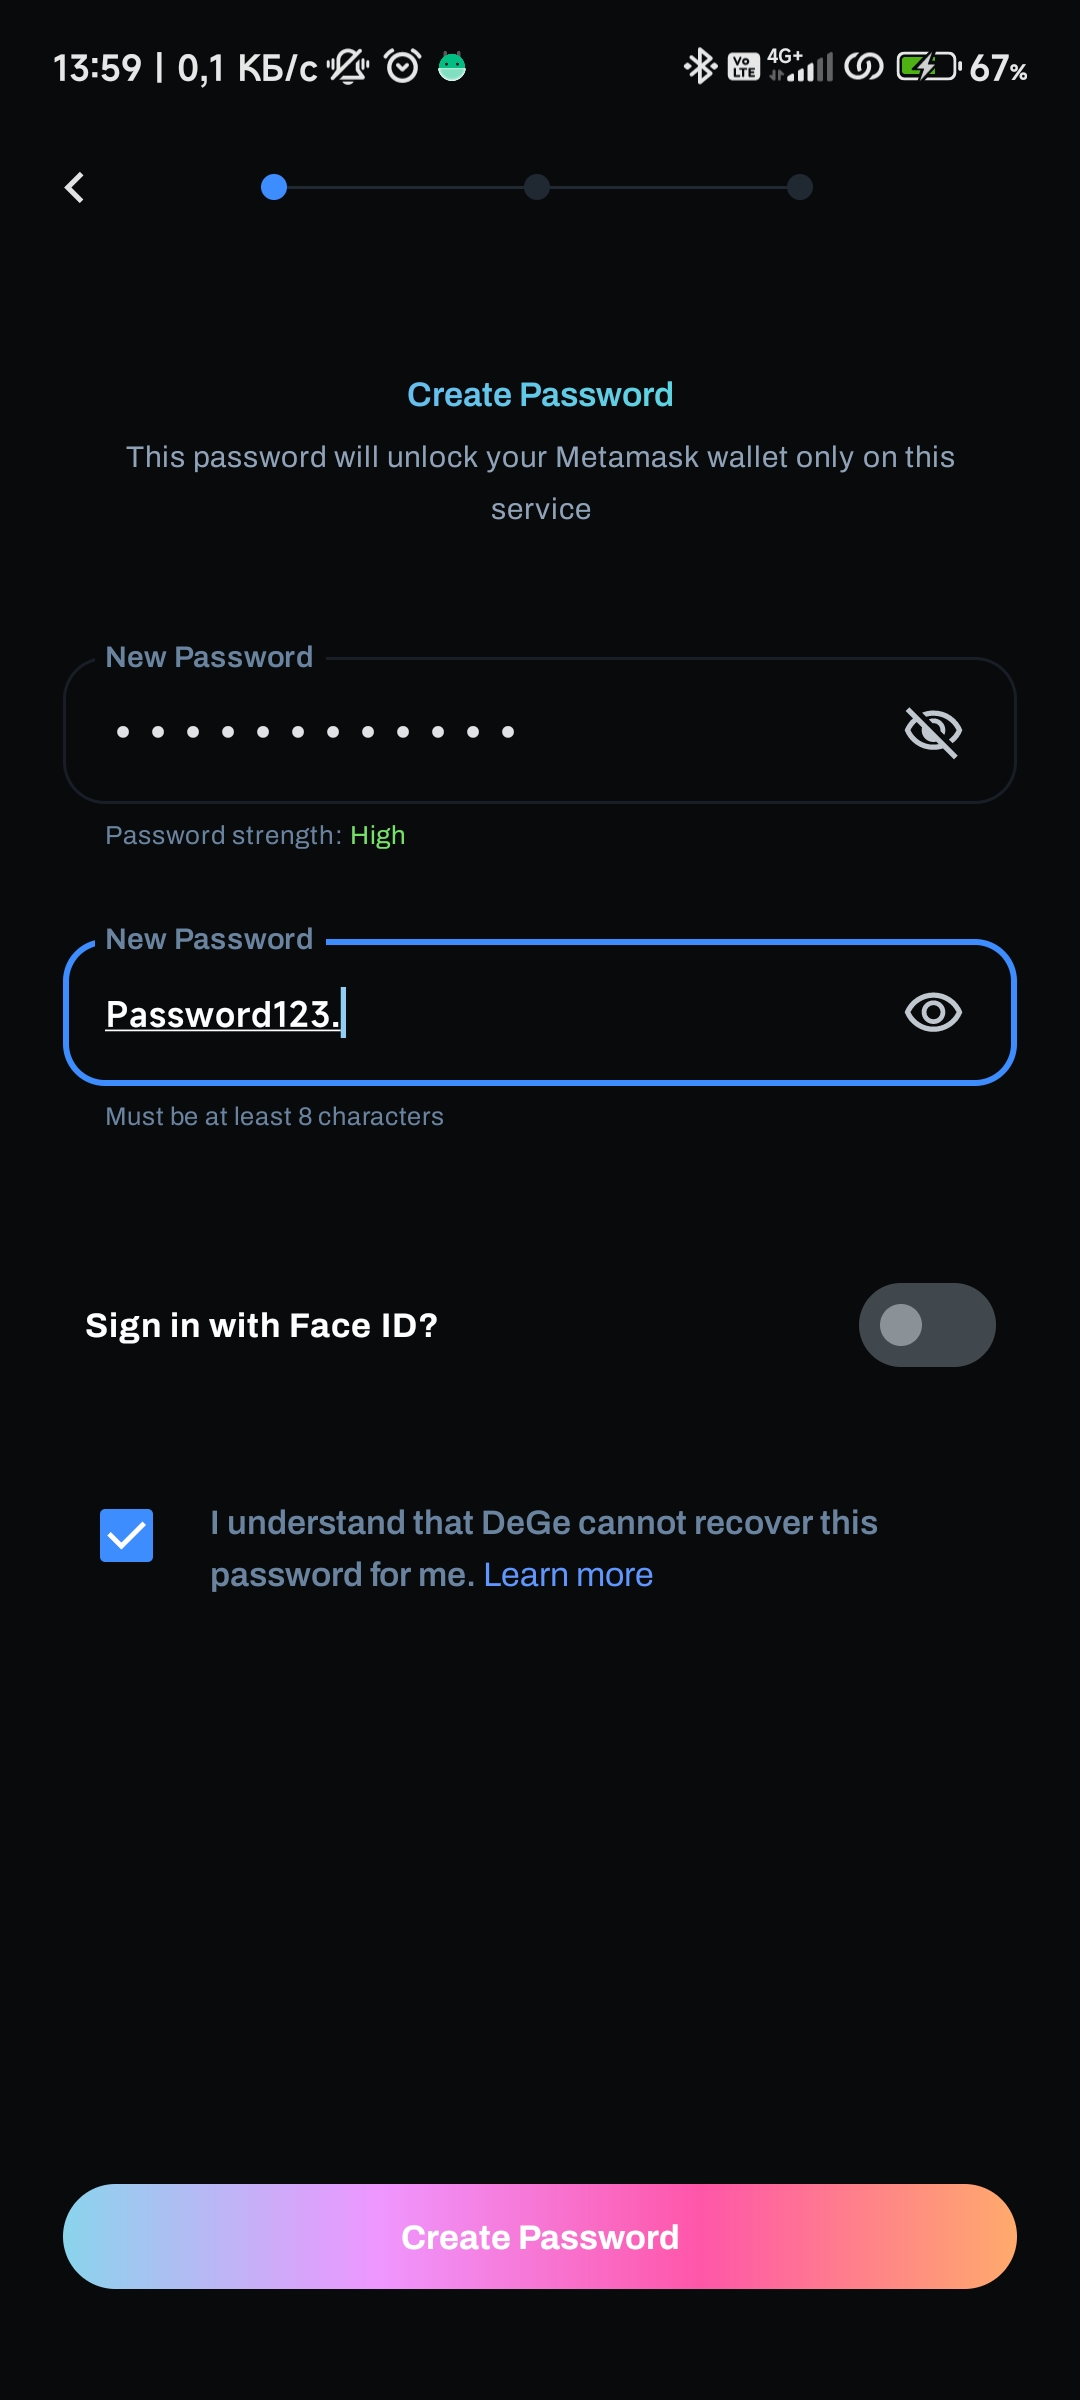 13:59 | 0,1 КБ/с Vo LTE 4G+ 67%
Create Password
This password will unlock your Metamask wallet only on this
service
New Password
Password strength: High
New Password
Password123.
Must be at least 8 characters
Sign in with Face ID?
I understand that DeGe cannot recover this
password for me. Learn more
Create Password